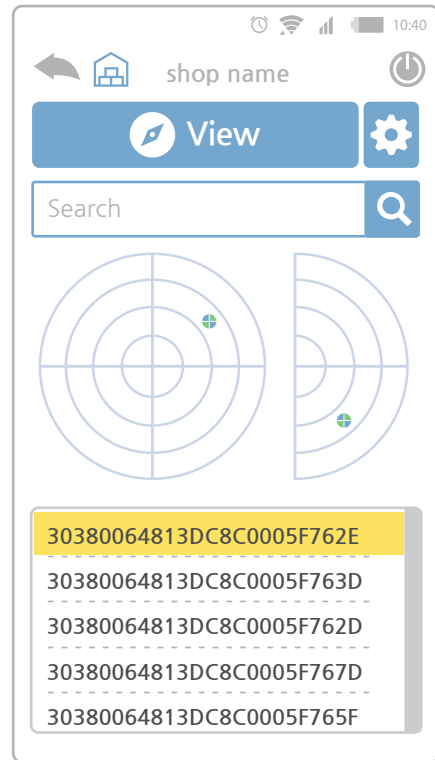 10:40
shop name
View
Search
30380064813DC8C0005F762E
30380064813DC8C0005F763D
30380064813DC8C0005F762D
30380064813DC8C0005F767D
30380064813DC8C0005F765F